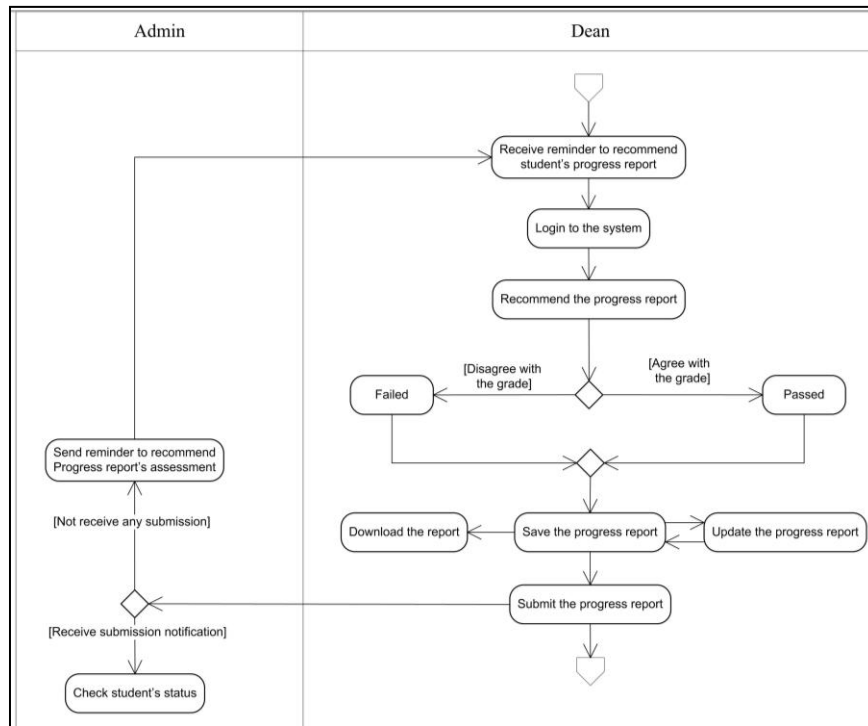 Admin
Dean
Receive reminder to recommend
student's progress report
Login to the system
Recommend the progress report
[Disagree with
the grade]
[Agree with
the grade]
Failed
Passed
Send reminder to recommend
Progress report's assessment
[Not receive any submission]
Download the report
Save the progress report
Update the progress report
Submit the progress report
[Receive submission notification]
Check student's status